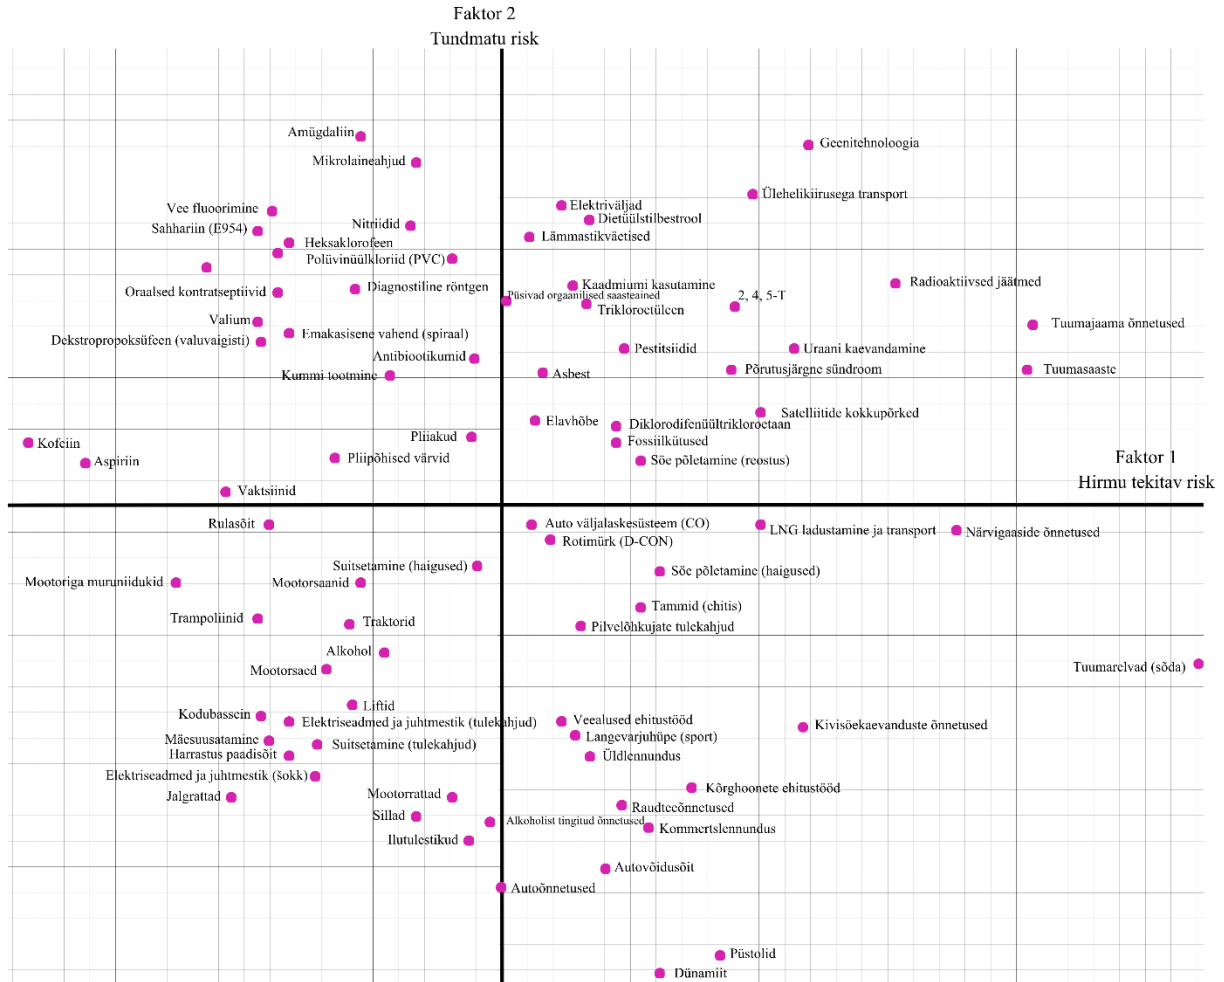 Faktor 2
Tundmatu risk
Amügdaliin
Geenitehnoloogia
Mikrolaineahjud
Ülehelikiirusega transport
Vee fluoorimine
Elektriväljad
Dietüülstilbestrool
Nitriidid
Sahhariin (E954)
Lämmastikväetised
Heksaklorofeen
Polüvinüülkloriid (PVC)
Radioaktiivsed jäätmed
Kaadmiumi kasutamine
Diagnostiline röntgen
Oraalsed kontratseptiivid
Püsivad orgaanilised saasteained
2, 4, 5-T
Trikloroetüleen
Valium
Tuumajaama õnnetused
Emakasisene vahend (spiraal)
Dekstropropoksüfeen (valuvaigisti)
Pestitsiidid
Uraani kaevandamine
Antibiootikumid
Põrutusjärgne sündroom
Tuumasaaste
Kummi tootmine
Asbest
Satelliitide kokkupõrked
Elavhõbe
Diklorodifenüültrikloroetaan
Pliiakud
Kofeiin
Fossiilkütused
Pliipõhised värvid
Söe põletamine (reostus)
Aspiriin
Faktor 1
Hirmu tekitav risk
Vaktsiinid
Rulasõit
Auto väljalaskesüsteem (CO)
LNG ladustamine ja transport
Närvigaaside õnnetused
Rotimürk (D-CON)
Suitsetamine (haigused)
Söe põletamine (haigused)
Mootoriga muruniidukid
Mootorsaanid
Tammid (ehitis)
Trampoliinid
Traktorid
Pilvelõhkujate tulekahjud
Alkohol
Mootorsaed
Tuumarelvad (sõda)
Liftid
Kodubassein
Elektriseadmed ja juhtmestik (tulekahjud)
Veealused ehitustööd
Kivisöekaevanduste õnnetused
Langevarjuhüpe (sport)
Mäesuusatamine
Suitsetamine (tulekahjud)
Harrastus paadisõit
Üldlennundus
Elektriseadmed ja juhtmestik (šokk)
Kõrghoonete ehitustööd
Jalgrattad
Mootorrattad
Raudteeõnnetused
Sillad
Alkoholist tingitud õnnetused
Kommertslennundus
Ilutulestikud
Autovõidusõit
Autoõnnetused
Püstolid
Dünamiit